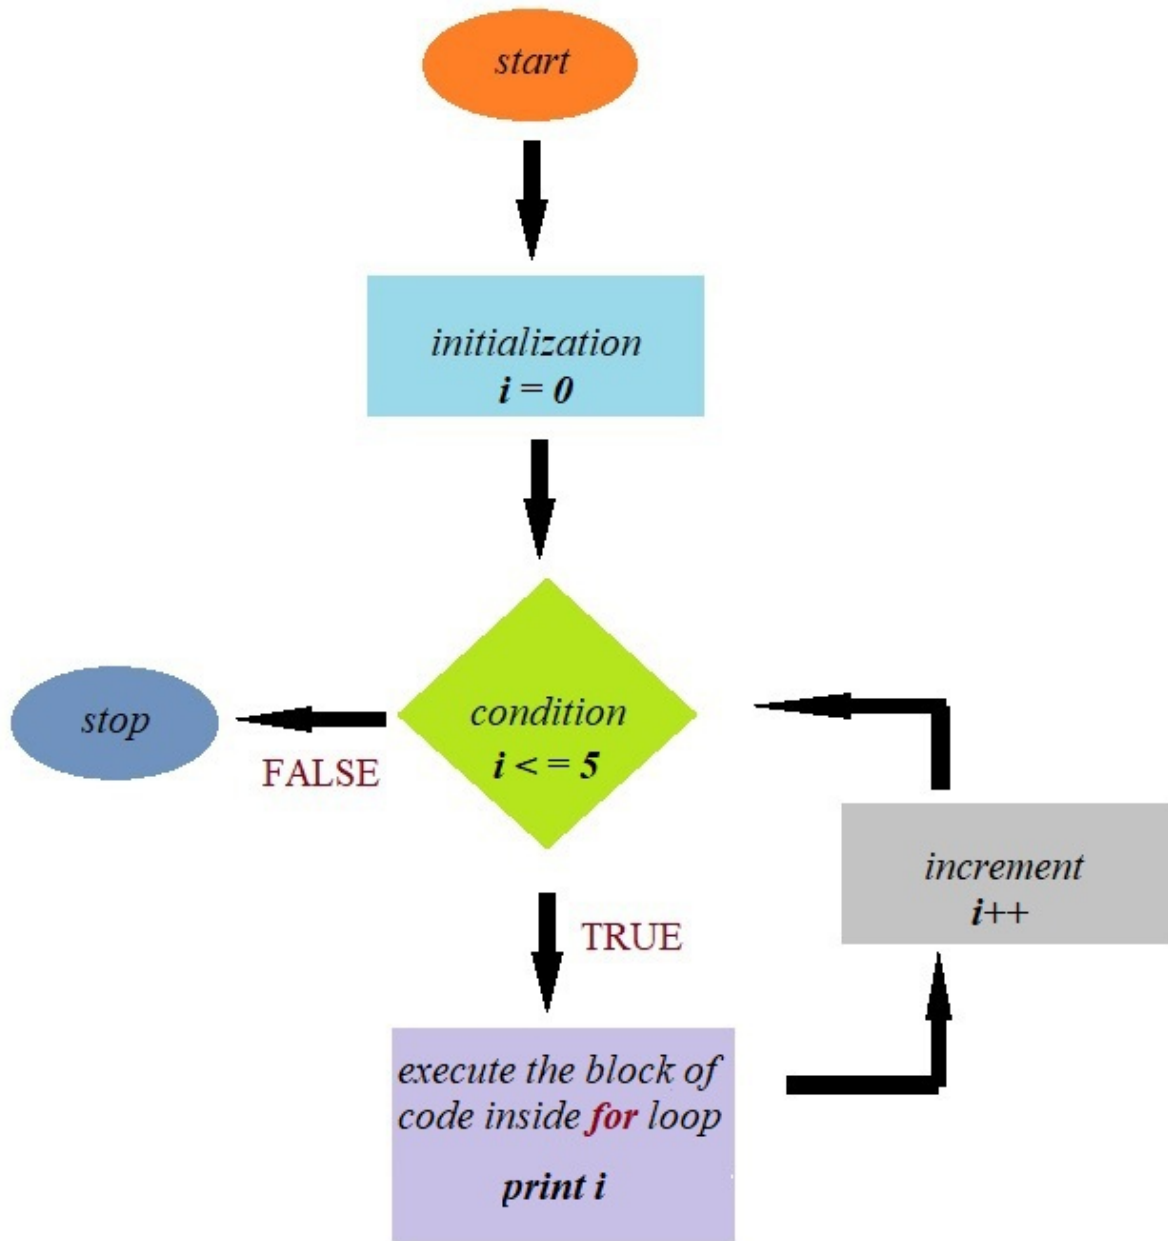 start
initialization
i = 0
condition
i < = 5
stop
FALSE
TRUE
increment
i++
execute the block of
code inside for loop
print i